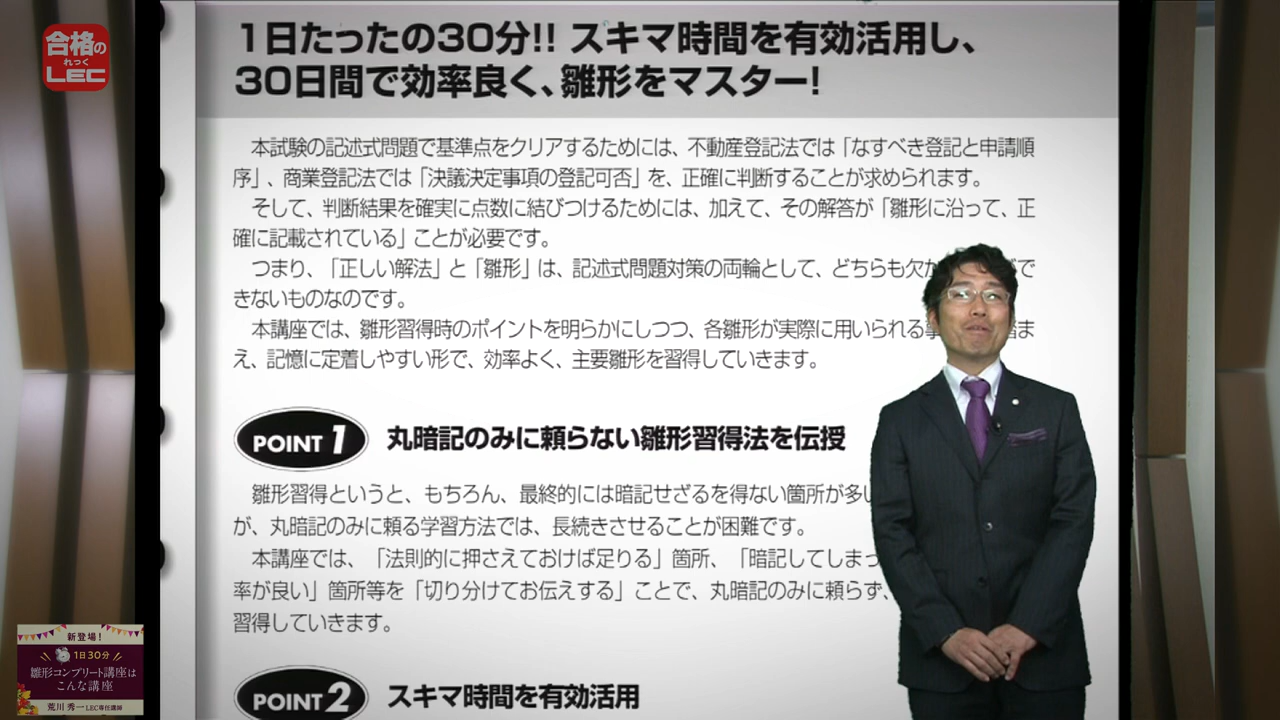 合格の
れっく
LEC
1日たったの30分!! スキマ時間を有効活用し、
30日間で効率良く、雛形をマスター!
本試験の記述式問題で基準点をクリアするためには、不動産登記法では「なすべき登記と申請順
序」、商業登記法では「決議決定事項の登記可否」を、正確に判断することが求められます。
そして、判断結果を確実に点数に結びつけるためには、加えて、その解答が「雛形に沿って、正
確に記載されている」ことが必要です。
つまり、「正しい解法」と「雛形」は、記述式問題対策の両輪として、どちらも欠か
で
きないものなのです。
本講座では、雛形習得時のポイントを明らかにしつつ、各雛形が実際に用いられる
ま
え、記憶に定着しやすい形で、効率よく、主要雛形を習得していきます。
POINT 1 丸暗記のみに頼らない雛形習得法を伝授
雛形習得というと、もちろん、最終的には暗記せざるを得ない箇所が多い
が、丸暗記のみに頼る学習方法では、長続きさせることが困難です。
本講座では、「法則的に押さえておけば足りる」箇所、「暗記してしまっ
率が良い」箇所等を「切り分けてお伝えする」ことで、丸暗記のみに頼らず、
習得していきます。
POINT 2 スキマ時間を有効活用
新登場!
1日30分
雛形コンプリート講座は
こんな講座
荒川 秀一 LEC専任講師